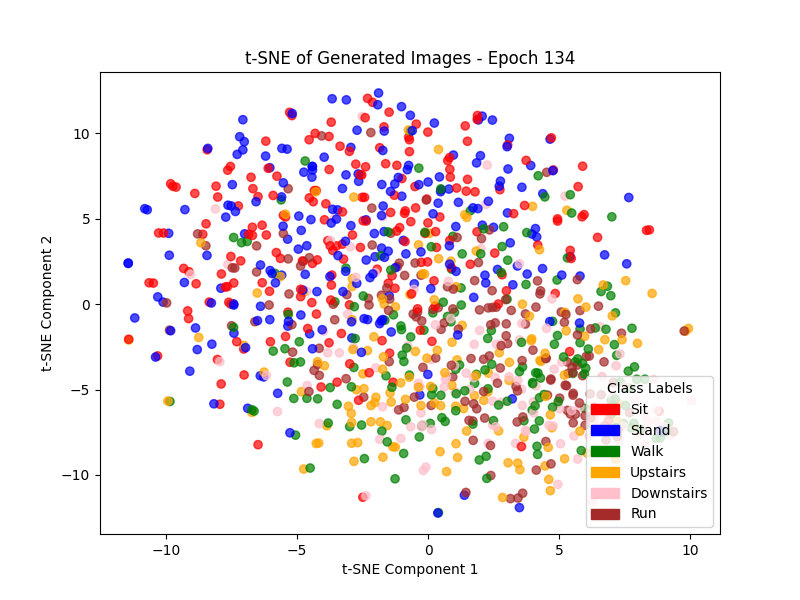 t-SNE of Generated Images - Epoch 134
t-SNE Component 2
10
5
0
−5
−10
−10
−5
0
5
10
t-SNE Component 1
Class Labels
Sit
Stand
Walk
Upstairs
Downstairs
Run